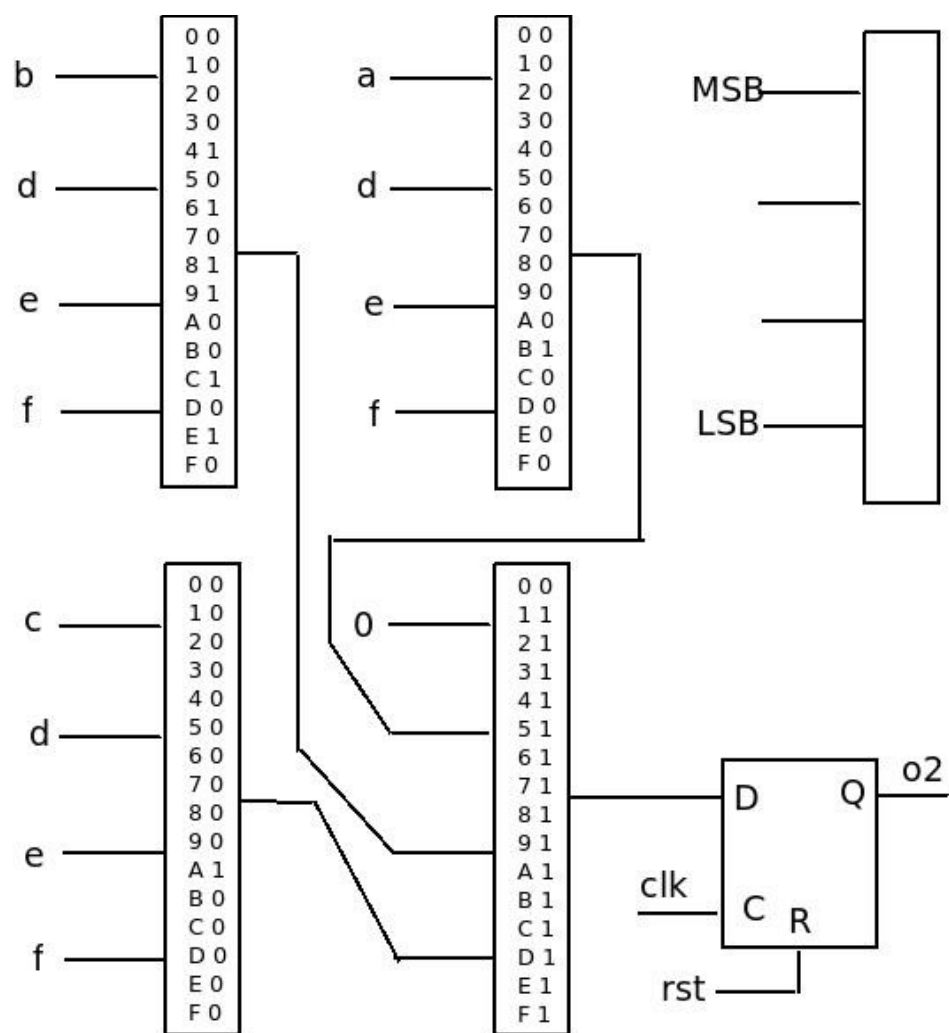 b
d
e
f
0 0
1 0
2 0
3 0
4 1
5 0
6 1
7 0
8 1
9 1
A 0
B 0
C 1
D 0
E 1
F 0
a
d
e
f
0 0
1 0
2 0
3 0
4 0
5 0
6 0
7 0
8 0
9 0
A 0
B 1
C 0
D 0
E 0
F 0
MSB
LSB
c
d
e
f
0 0
1 0
2 0
3 0
4 0
5 0
6 0
7 0
8 0
9 0
A 1
B 0
C 0
D 0
E 0
F 0
0
0 0
1 1
2 1
3 1
4 1
5 1
6 1
7 1
8 1
9 1
A 1
B 1
C 1
D 1
E 1
F 1
D
Q
o2
clk
C
R
rst